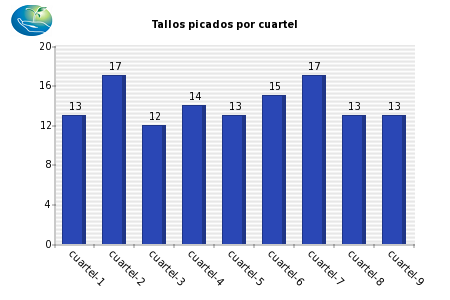 Tallos picados por cuartel
20
16
12
8
4
0
13
17
12
14
13
15
17
13
13
cuartel-1
cuartel-2
cuartel-3
cuartel-4
cuartel-5
cuartel-6
cuartel-7
cuartel-8
cuartel-9